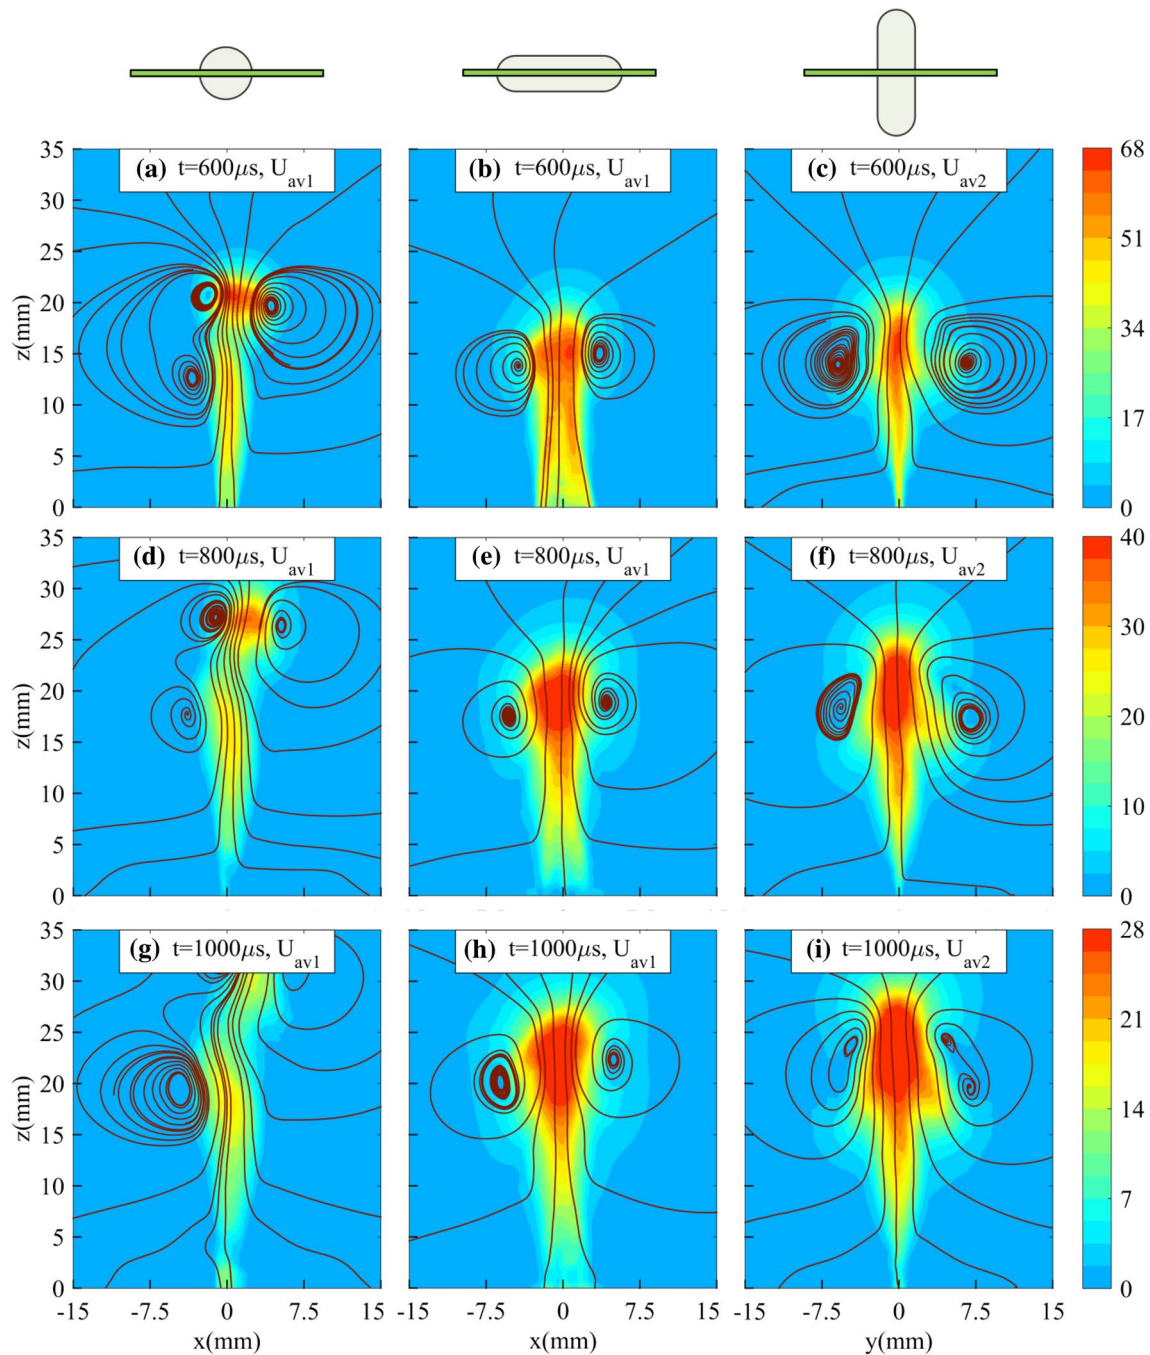 (a) t=600μs, U_av1
(b) t=600μs, U_av1
(c) t=600μs, U_av2
35
30
25
20
15
10
5
0
z(mm)
68
51
34
17
0
(d) t=800μs, U_av1
(e) t=800μs, U_av1
(f) t=800μs, U_av2
35
30
25
20
15
10
5
0
z(mm)
40
30
20
10
0
(g) t=1000μs, U_av1
(h) t=1000μs, U_av1
(i) t=1000μs, U_av2
35
30
25
20
15
10
5
0
z(mm)
28
21
14
7
0
-15 -7.5 0 7.5 15
-15 -7.5 0 7.5 15
-15 -7.5 0 7.5 15
x(mm)
x(mm)
y(mm)